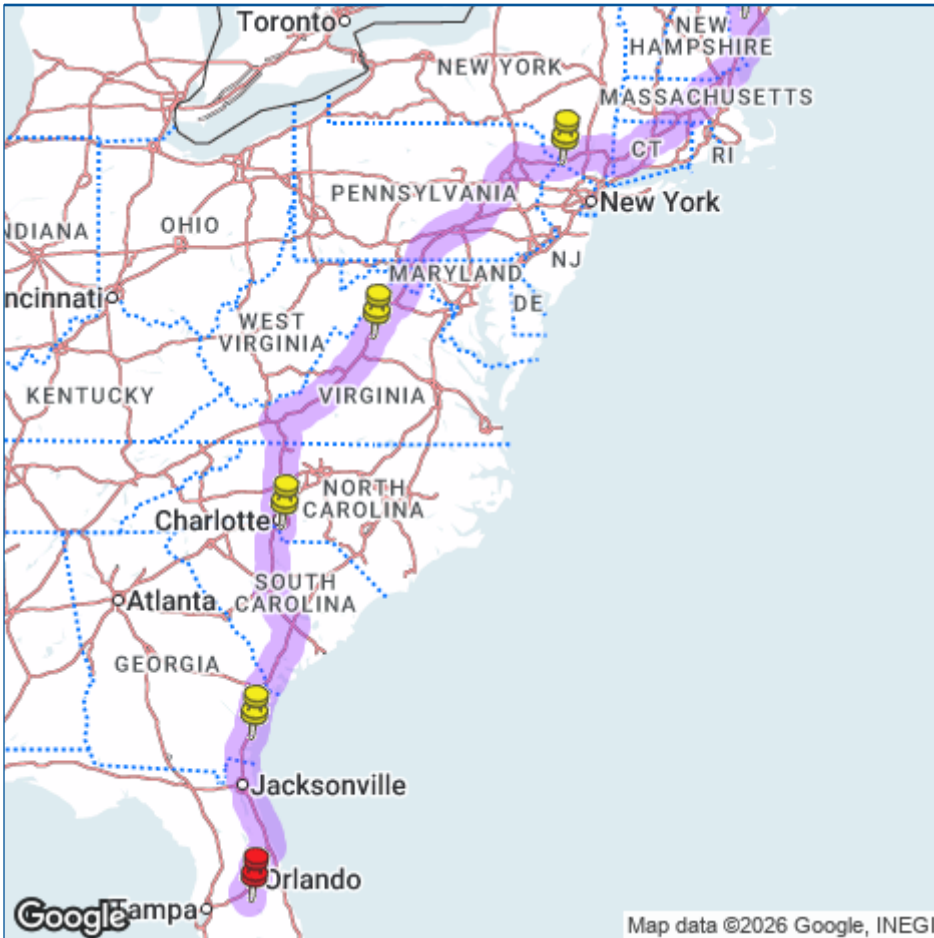 Toronto
NEW
HAMPSHIRE
NEW YORK
MASSACHUSETTS
CT
RI
PENNSYLVANIA
New York
OHIO
NDIANA
NJ
MARYLAND
DE
ncinnati
WEST
VIRGINIA
KENTUCKY
VIRGINIA
NORTH
CAROLINA
Charlotte
SOUTH
CAROLINA
Atlanta
GEORGIA
Jacksonville
Orlando
Google
Tampa
Map data ©2026 Google, INEGI